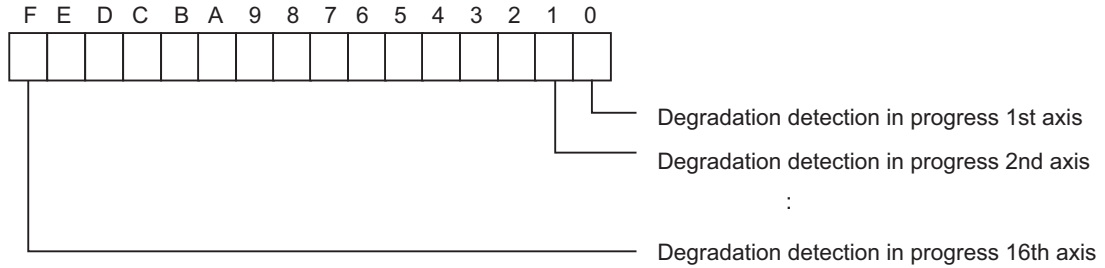 F E D C B A 9 8 7 6 5 4 3 2 1 0
Degradation detection in progress 1st axis
Degradation detection in progress 2nd axis
:
Degradation detection in progress 16th axis